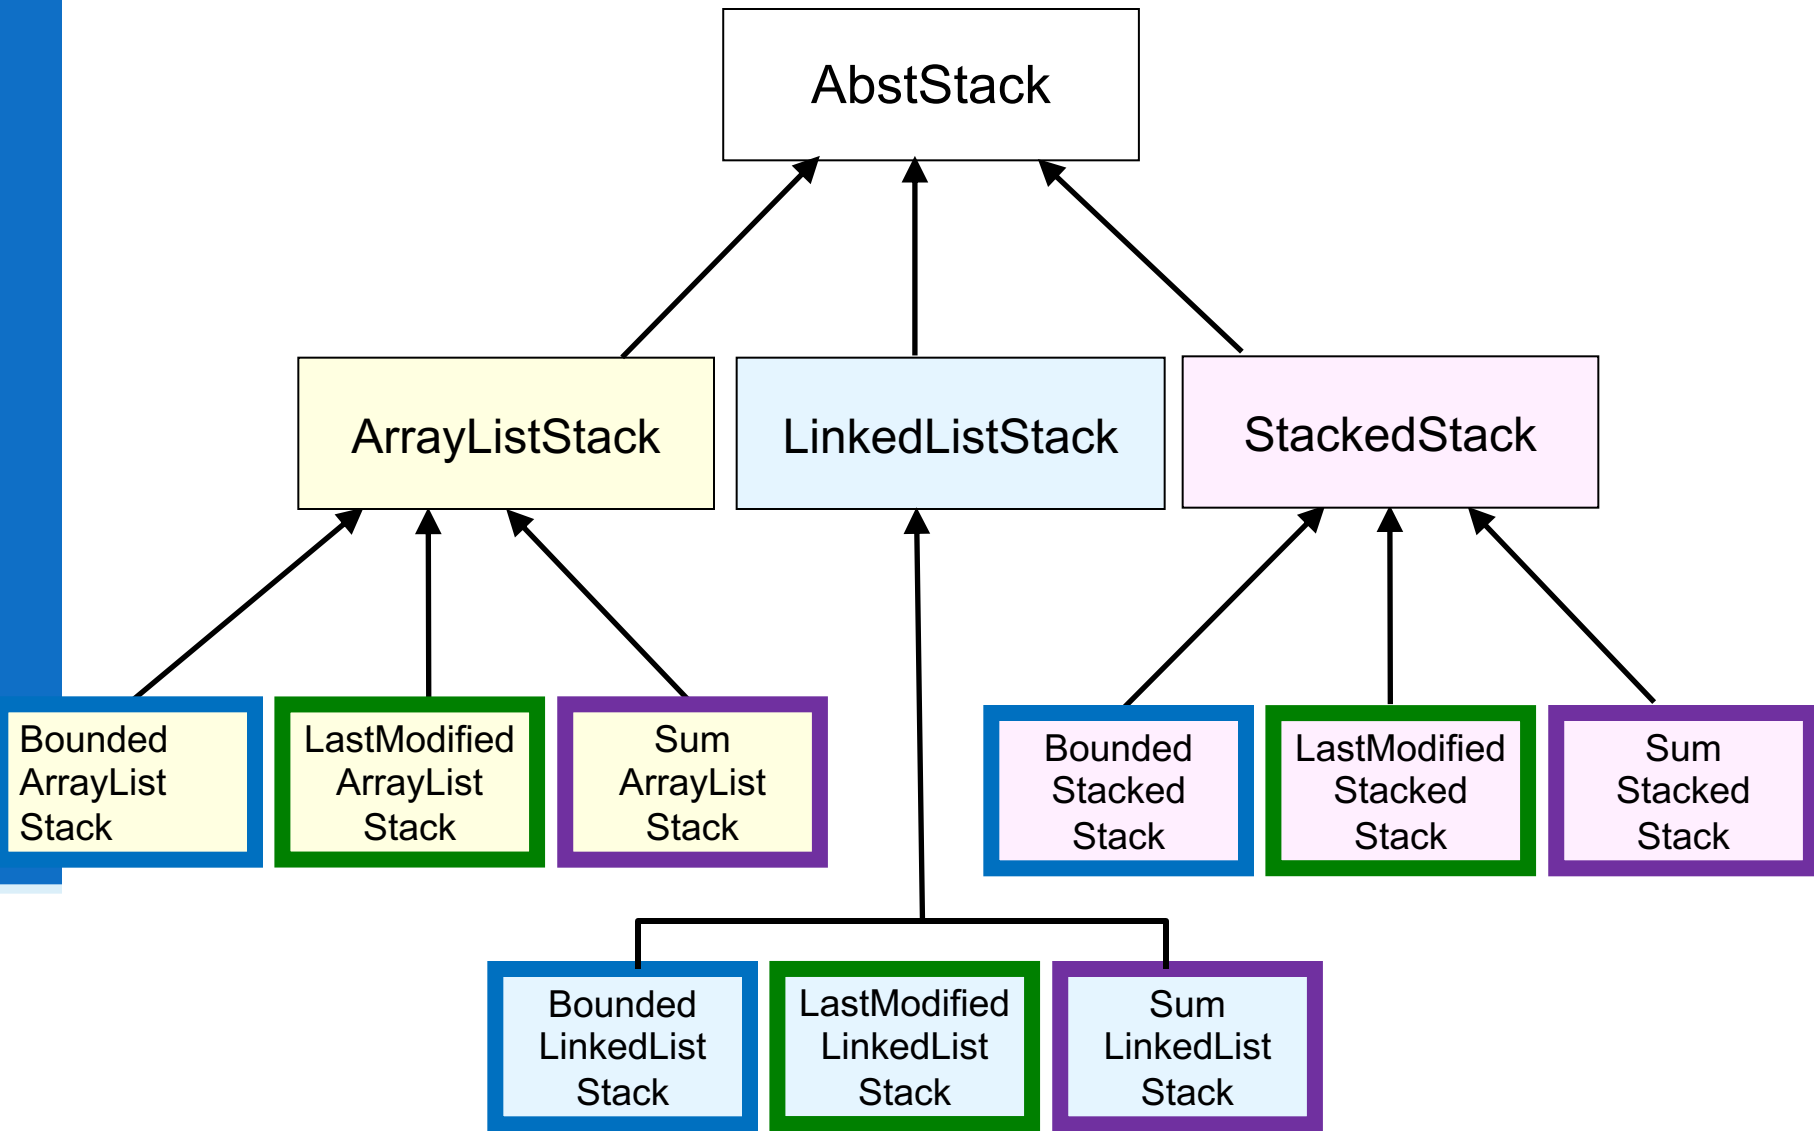 AbstStack
ArrayListStack
LinkedListStack
StackedStack
Bounded
ArrayList
Stack
LastModified
ArrayList
Stack
Sum
ArrayList
Stack
Bounded
Stacked
Stack
LastModified
Stacked
Stack
Sum
Stacked
Stack
Bounded
LinkedList
Stack
LastModified
LinkedList
Stack
Sum
LinkedList
Stack